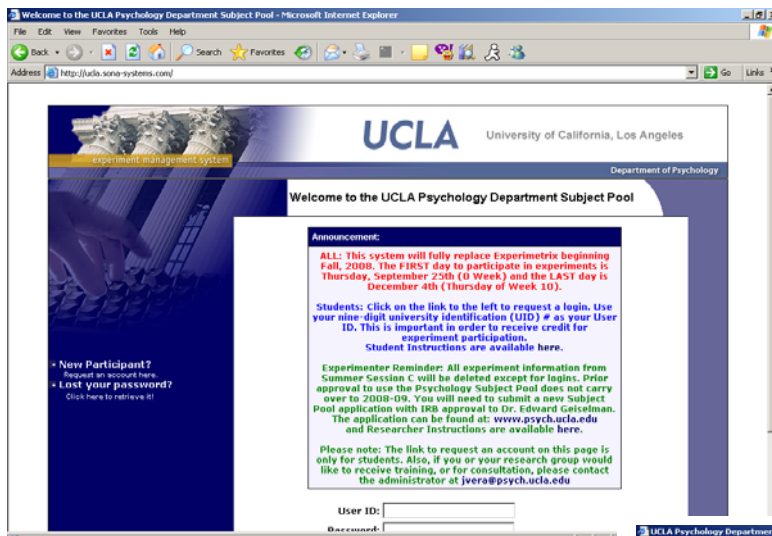 Welcome to the UCLA Psychology Department Subject Pool - Microsoft Internet Explorer
File Edit View Favorites Tools Help
Back Search Favorites
Address http://ucla.sona-systems.com/ Go Links
experiment management system
UCLA University of California, Los Angeles
Department of Psychology
Welcome to the UCLA Psychology Department Subject Pool
Announcement:
ALL: This system will fully replace Experimetrix beginning
Fall, 2008. The FIRST day to participate in experiments is
Thursday, September 25th (0 Week) and the LAST day is
December 4th (Thursday of Week 10).
Students: Click on the link to the left to request a login. Use
your nine-digit university identification (UID) # as your User
ID. This is important in order to receive credit for
experiment participation.
Student Instructions are available here.
Experimenter Reminder: All experiment information from
Summer Session C will be deleted except for logins. Prior
approval to use the Psychology Subject Pool does not carry
over to 2008-09. You will need to submit a new Subject
Pool application with IRB approval to Dr. Edward Geiselman.
The application can be found at: www.psych.ucla.edu
and Researcher Instructions are available here.
Please note: The link to request an account on this page is
only for students. Also, if you or your research group would
like to receive training, or for consultation, please contact
the administrator at jvera@psych.ucla.edu
New Participant?
Request an account here.
Lost your password?
Click here to retrieve it!
User ID:
Password:
UCLA Psychology Departmen